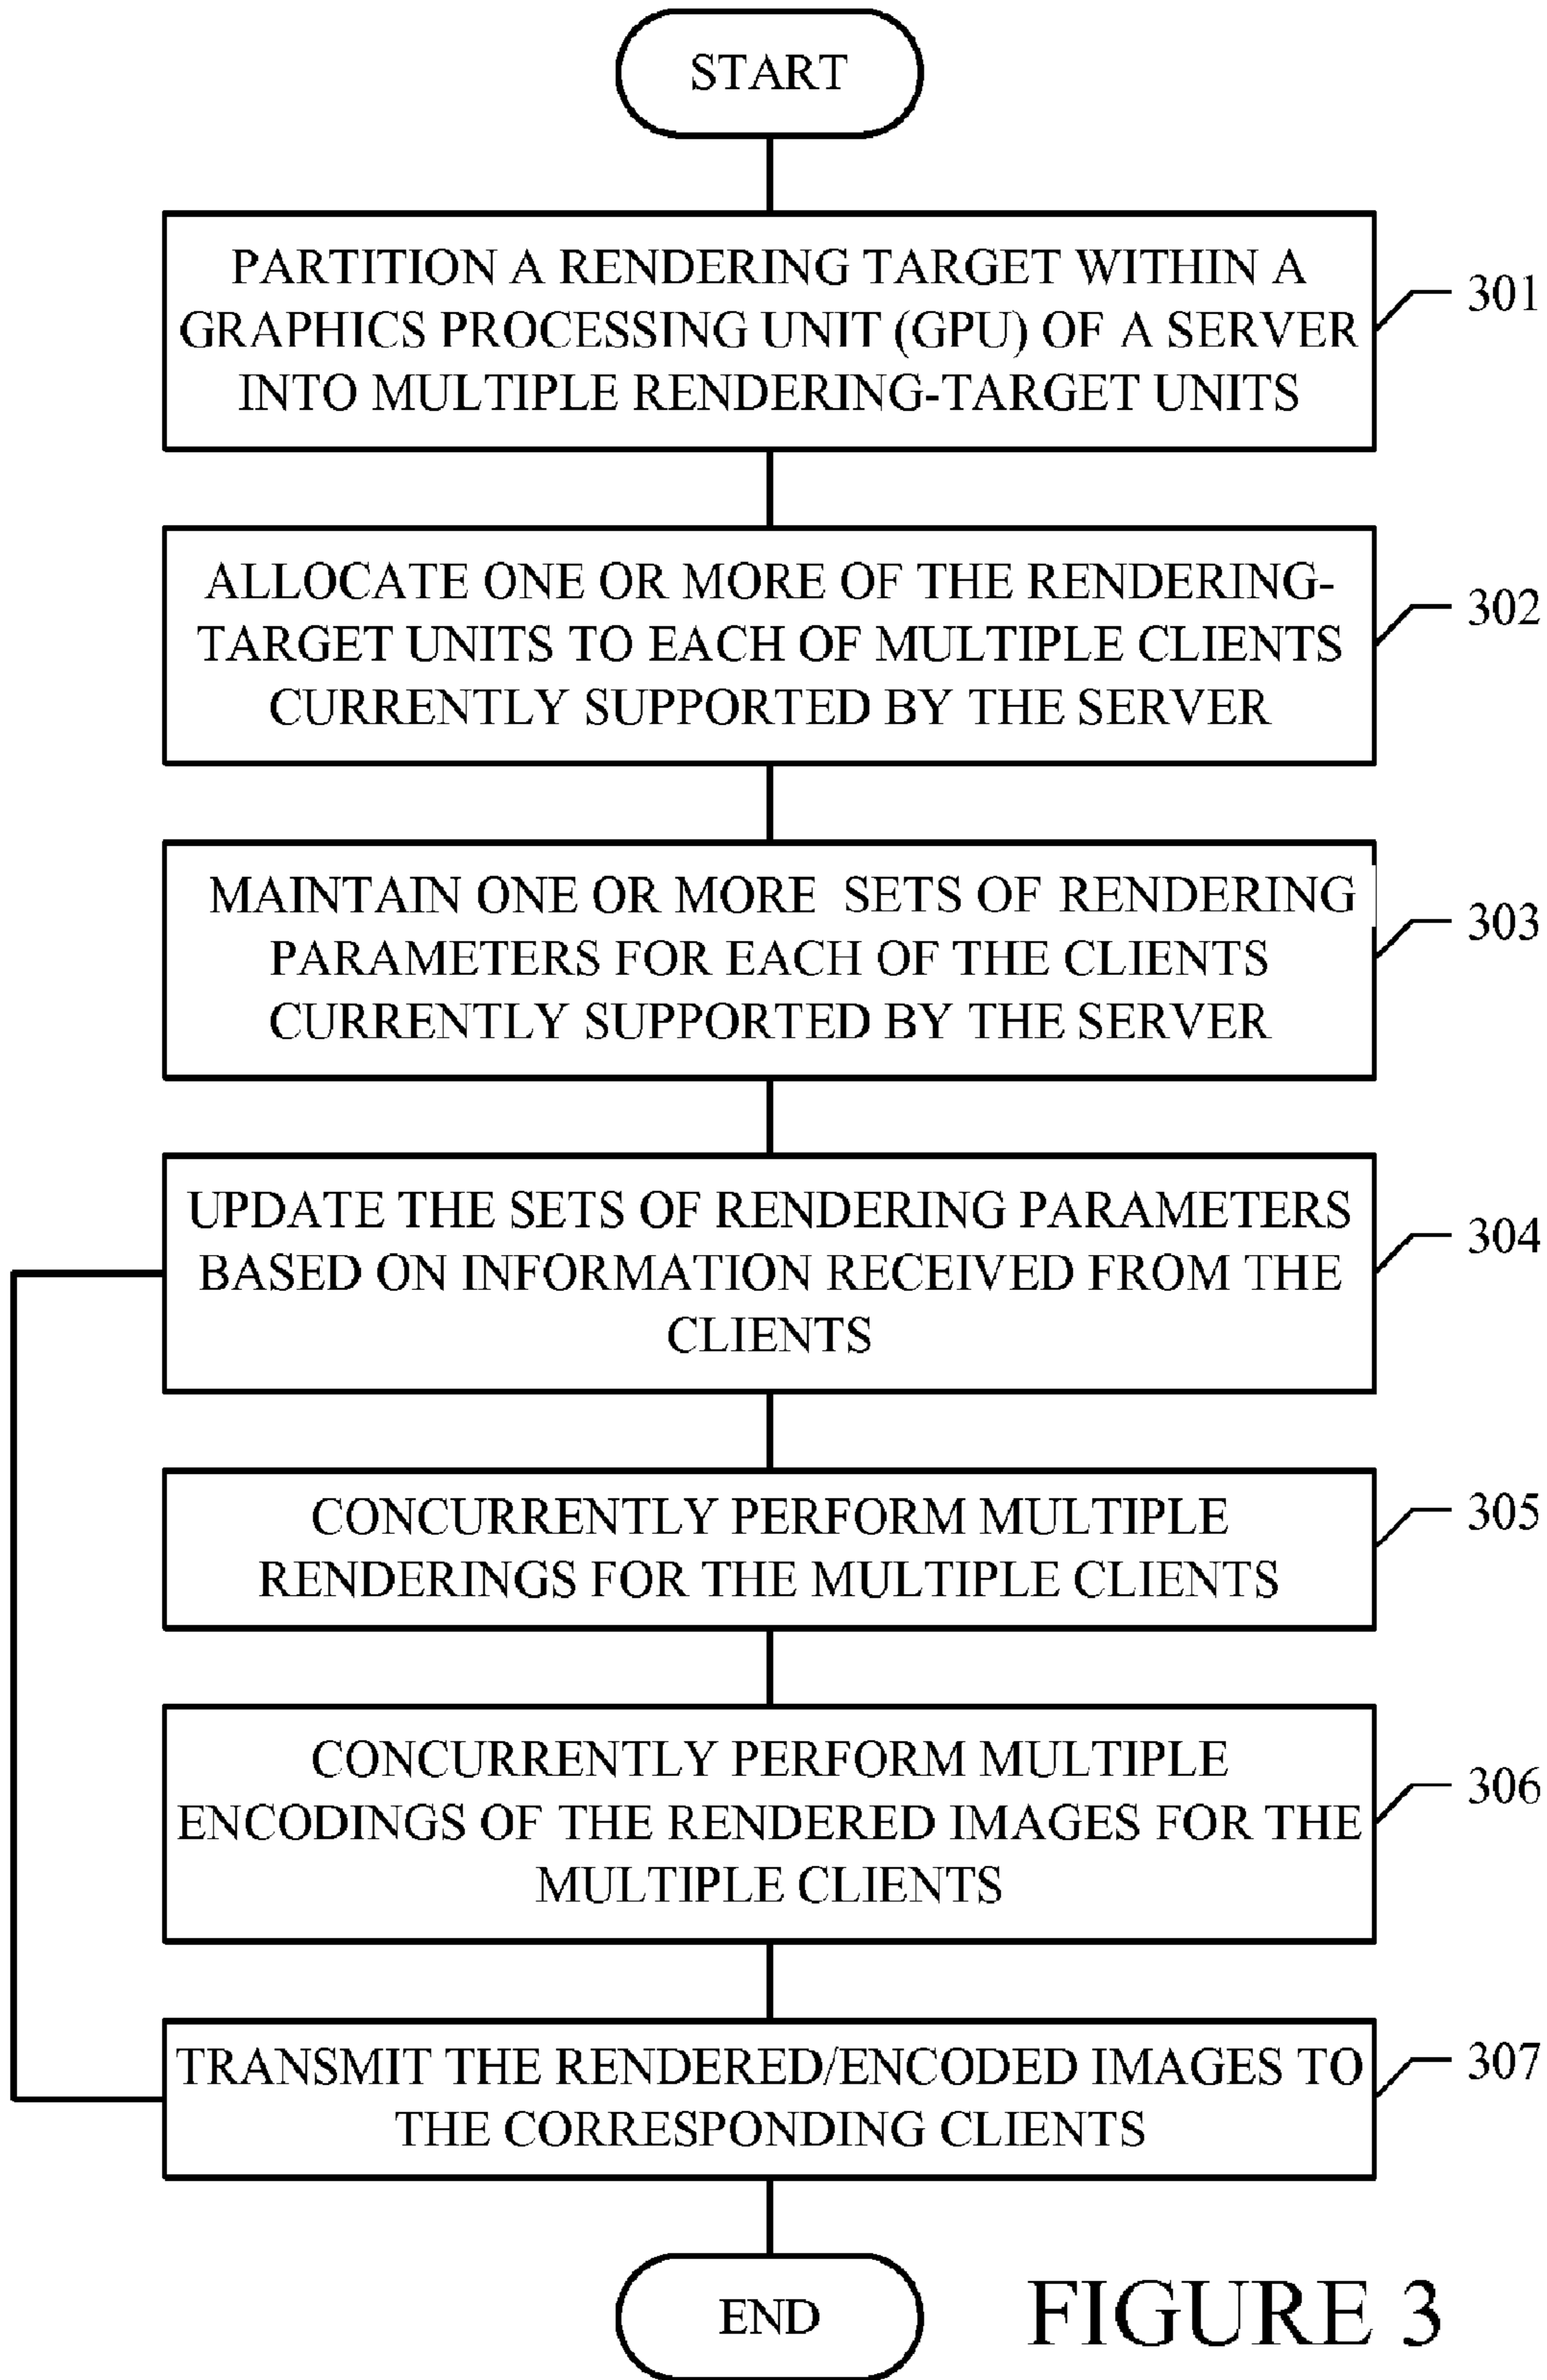 START
PARTITION A RENDERING TARGET WITHIN A
GRAPHICS PROCESSING UNIT (GPU) OF A SERVER
INTO MULTIPLE RENDERING-TARGET UNITS
301
ALLOCATE ONE OR MORE OF THE RENDERING-
TARGET UNITS TO EACH OF MULTIPLE CLIENTS
CURRENTLY SUPPORTED BY THE SERVER
302
MAINTAIN ONE OR MORE SETS OF RENDERING
PARAMETERS FOR EACH OF THE CLIENTS
CURRENTLY SUPPORTED BY THE SERVER
303
UPDATE THE SETS OF RENDERING PARAMETERS
BASED ON INFORMATION RECEIVED FROM THE
CLIENTS
304
CONCURRENTLY PERFORM MULTIPLE
RENDERINGS FOR THE MULTIPLE CLIENTS
305
CONCURRENTLY PERFORM MULTIPLE
ENCODINGS OF THE RENDERED IMAGES FOR THE
MULTIPLE CLIENTS
306
TRANSMIT THE RENDERED/ENCODED IMAGES TO
THE CORRESPONDING CLIENTS
307
END
FIGURE 3